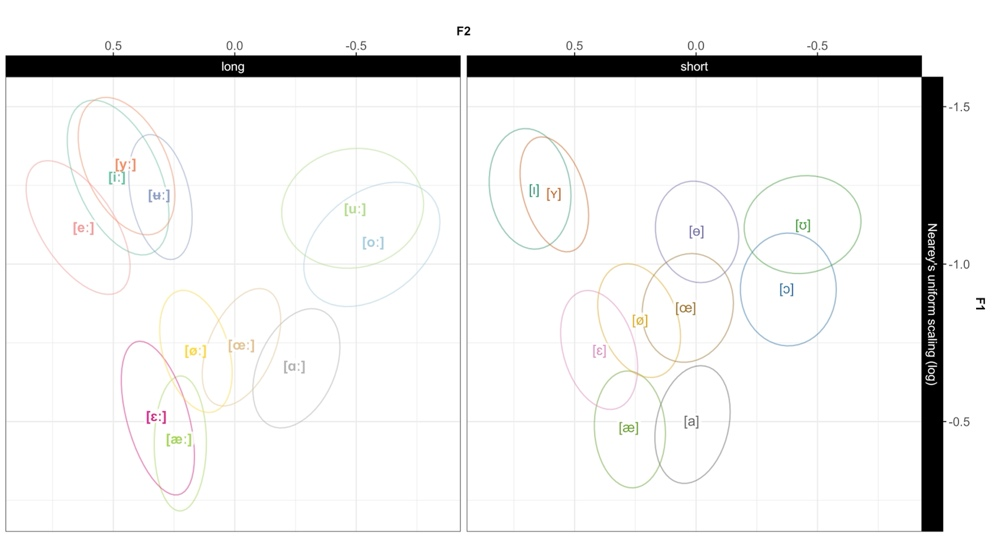 F2
0.5 0.0 -0.5 0.5 0.0 -0.5
long short
-1.5
[yː]
[iː] [ʉː] [ɪ] [ʏ]
[uː]
[eː] [oː] [ɵ] [ʊ]
-1.0
[ɔ]
[œ]
[øː] [œː] [ø]
[ɑː] [ɛ]
[ɛː] [a] -0.5
[æː] [æ]
Nearey's uniform scaling (log)
F1